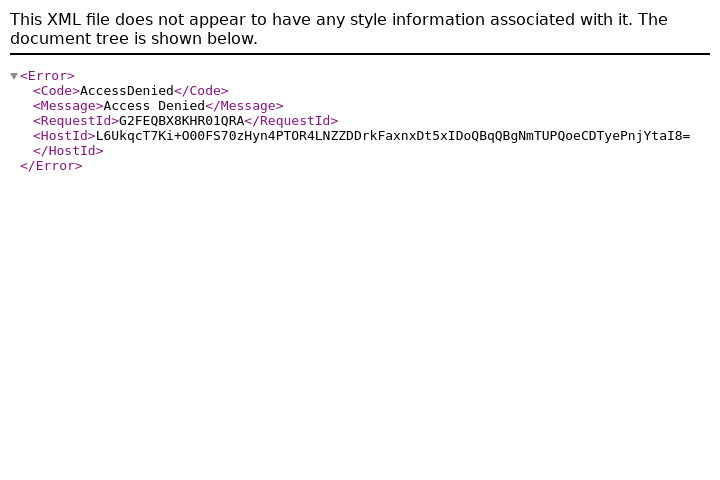 This XML file does not appear to have any style information associated with it. The
document tree is shown below.
<Error>
<Code>AccessDenied</Code>
<Message>Access Denied</Message>
<RequestId>G2FEQBX8KHR01QRA</RequestId>
<HostId>L6UkqcT7Ki+O00FS70zHyn4PTOR4LNZZDDrkFaxnxDt5xIDoQBqQBgNmTUPQoeCDTyePnjYtaI8=
</HostId>
</Error>